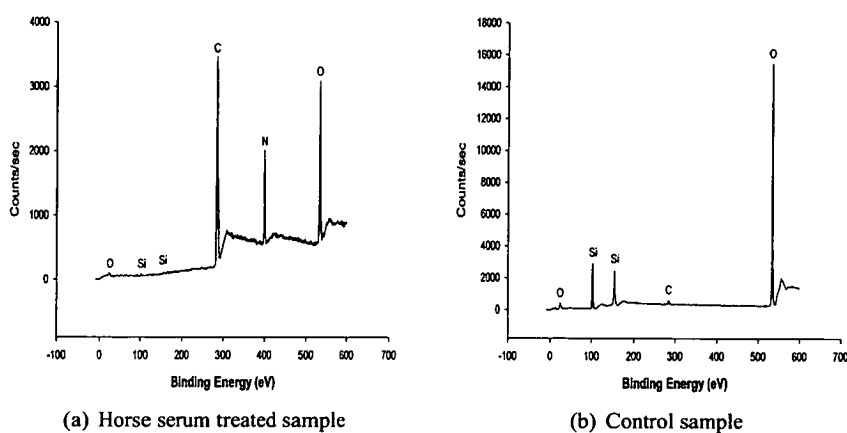 4000
3000
2000
1000
0
Counts/sec
C
O
N
O
Si
Si
-100 0 100 200 300 400 500 600 700
Binding Energy (eV)
(a) Horse serum treated sample
18000
16000
14000
12000
10000
8000
6000
4000
2000
0
Counts/sec
O
Si
Si
O
C
-100 0 100 200 300 400 500 600 700
Binding Energy (eV)
(b) Control sample